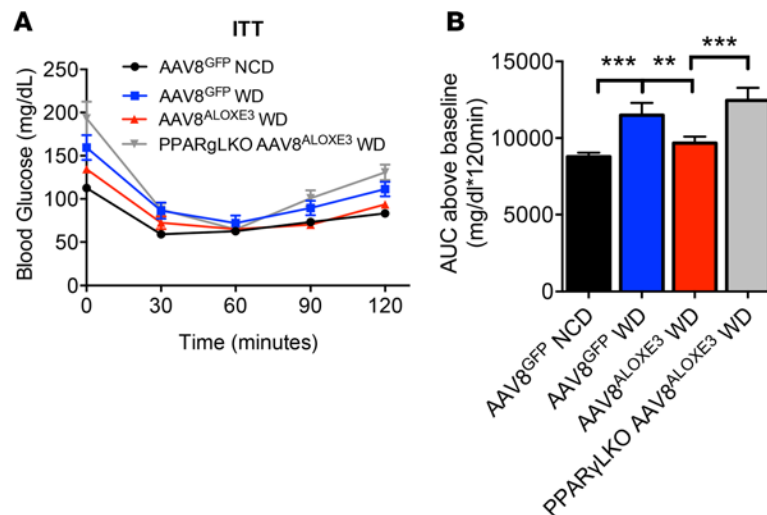 A
ITT
AAV8GFP NCD
AAV8GFP WD
AAV8ALOXE3 WD
PPARgLKO AAV8ALOXE3 WD
Blood Glucose (mg/dL)
250
200
150
100
50
0
0 30 60 90 120
Time (minutes)
B
*** ** ***
AUC above baseline
(mg/dl*120min)
15000
10000
5000
0
AAV8GFP NCD
AAV8GFP WD
AAV8ALOXE3 WD
PPARγLKO AAV8ALOXE3 WD